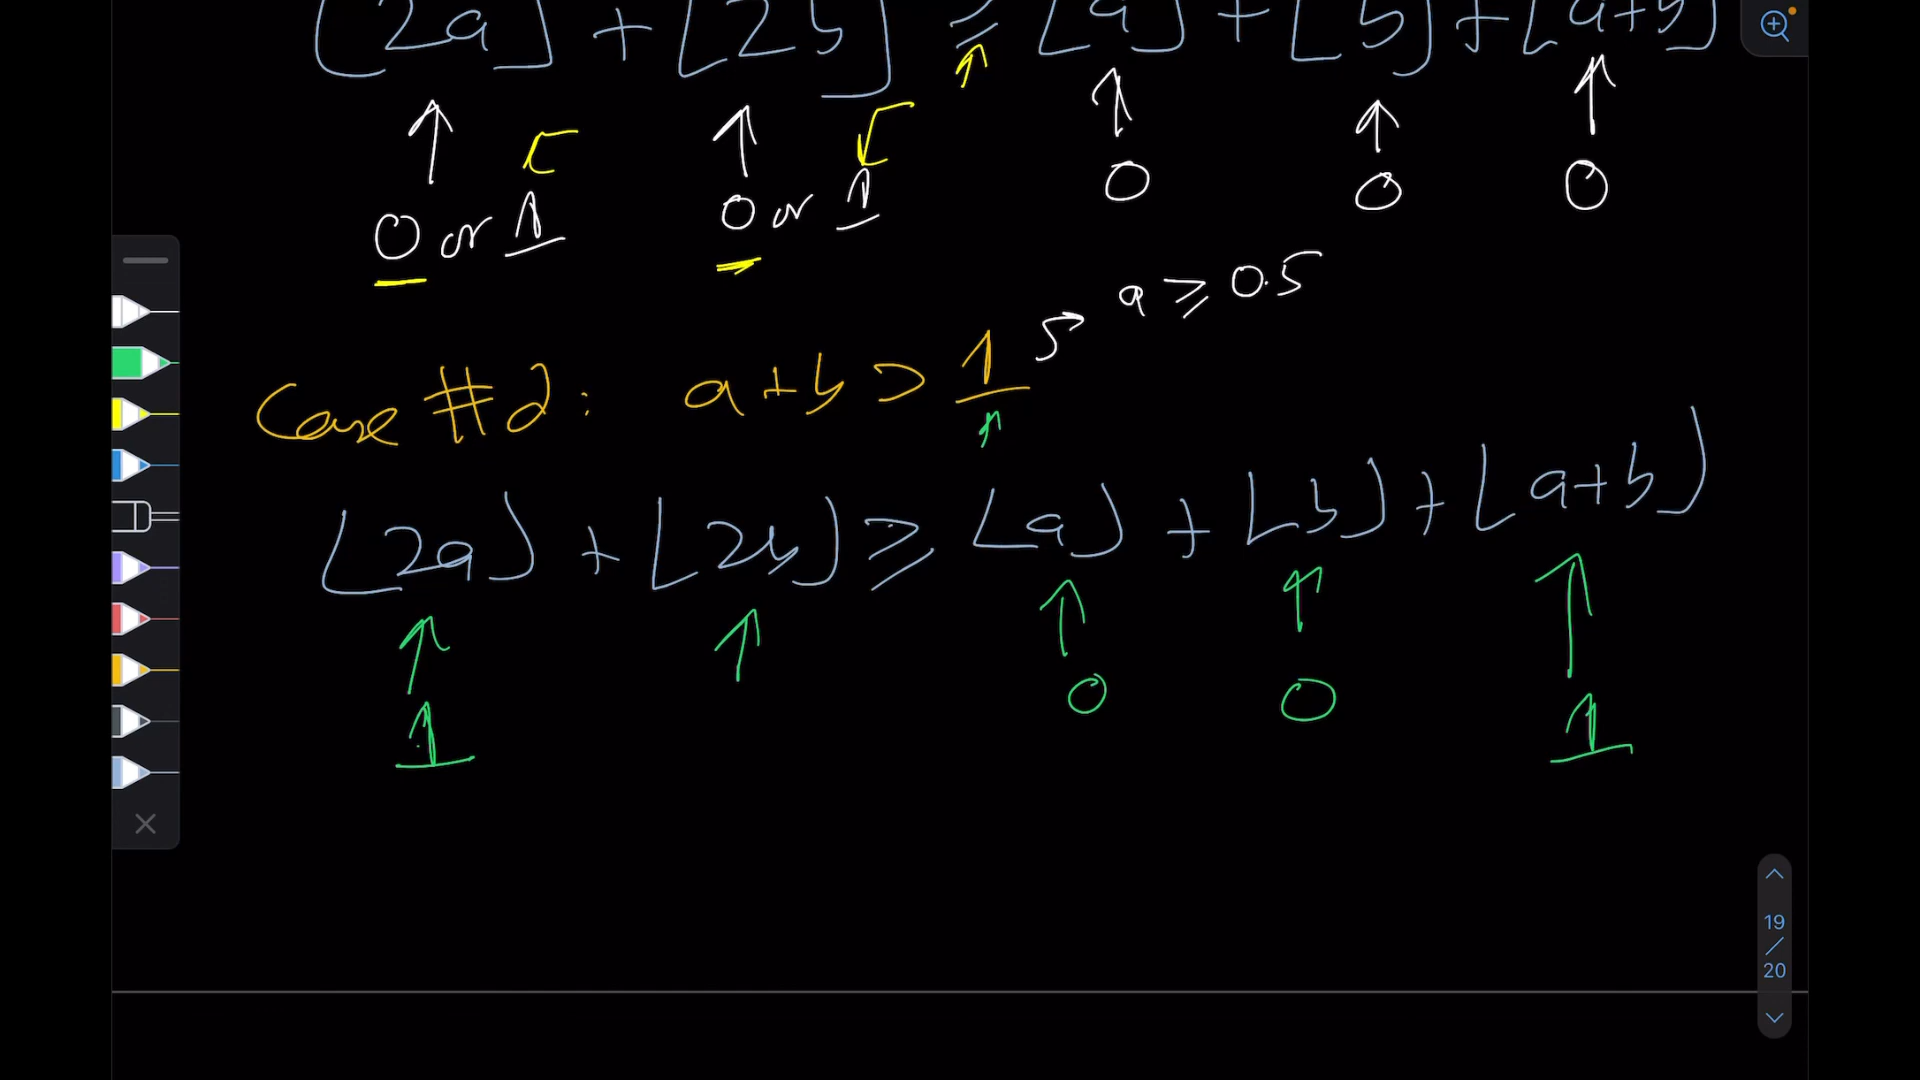 ⌊2a⌋ + ⌊2b⌋ ≥ ⌊a⌋ + ⌊b⌋ + ⌊a+b⌋
0 or 1 0 or 1 0 0 0
a ≥ 0.5
Case #2: a+b > 1
⌊2a⌋ + ⌊2b⌋ ≥ ⌊a⌋ + ⌊b⌋ + ⌊a+b⌋
1 0 0 1
19
/
20